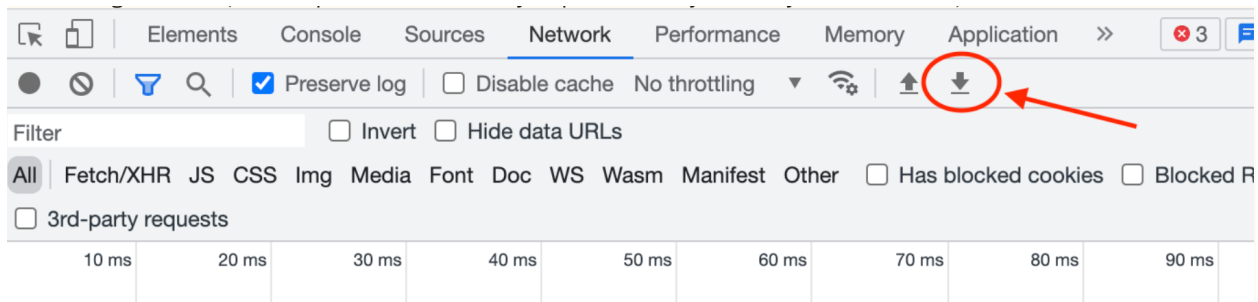 Elements Console Sources Network Performance Memory Application » 3
Preserve log Disable cache No throttling ▼
Filter Invert Hide data URLs
All Fetch/XHR JS CSS Img Media Font Doc WS Wasm Manifest Other Has blocked cookies Blocked R
3rd-party requests
10 ms 20 ms 30 ms 40 ms 50 ms 60 ms 70 ms 80 ms 90 ms